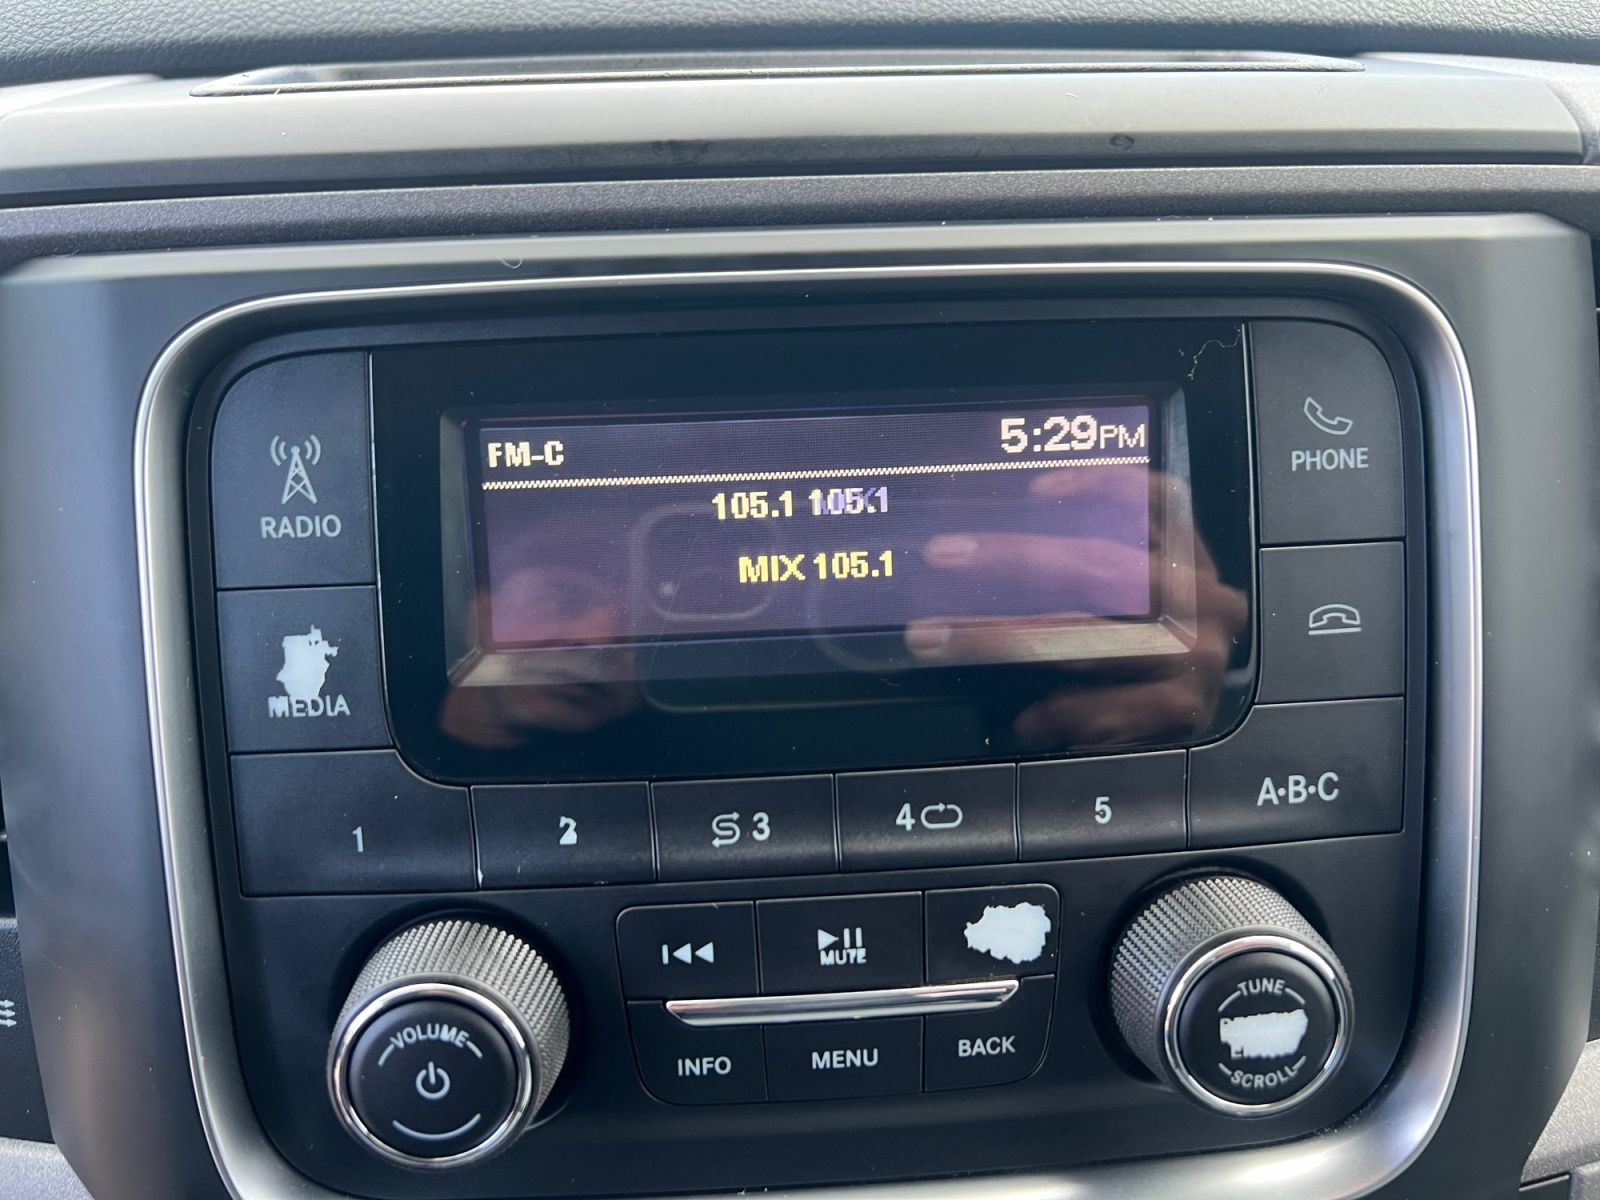 FM-C
5:29PM
105.1 105.1
MIX 105.1
RADIO
PHONE
MEDIA
1
2
3
4
5
A•B•C
MUTE
VOLUME
INFO
MENU
BACK
TUNE
SCROLL